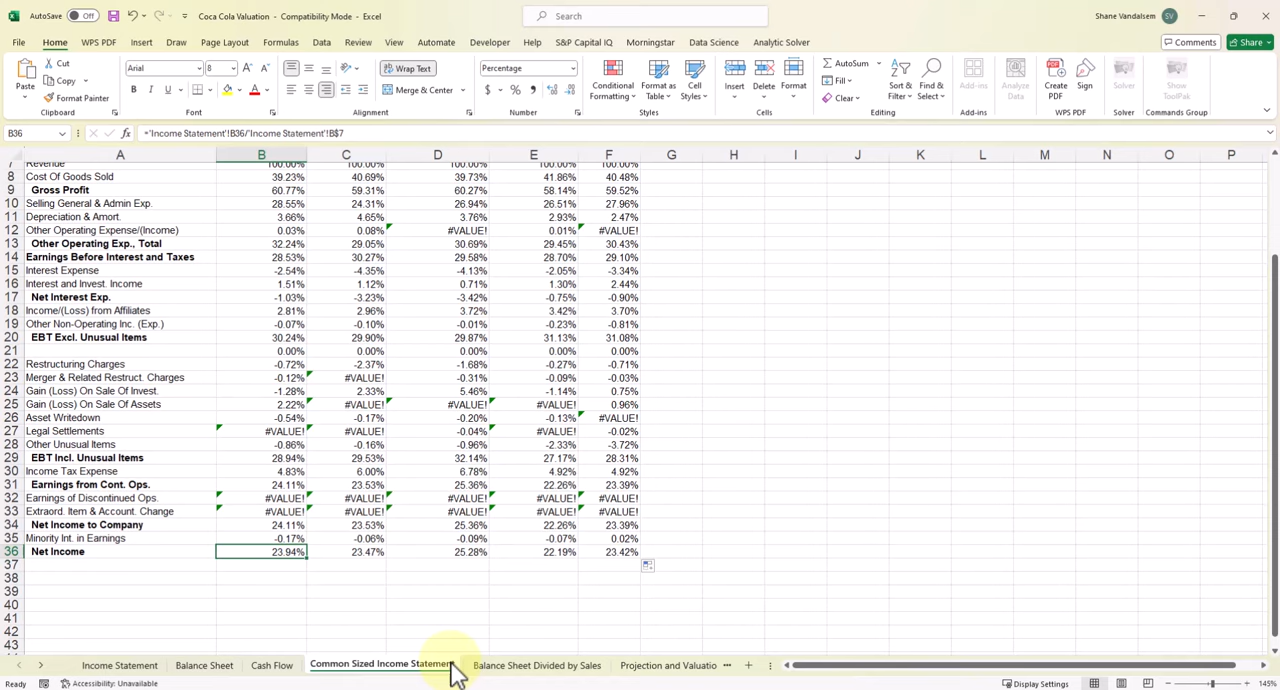 AutoSave Off Coca Cola Valuation - Compatibility Mode - Excel Search Shane Vandalsem SV
File Home WPS PDF Insert Draw Page Layout Formulas Data Review View Automate Developer Help S&P Capital IQ Morningstar Data Science Analytic Solver Comments Share
Paste Cut Copy Format Painter Clipboard
Arial 8 B I U Font
Wrap Text Merge & Center Alignment
Percentage $ % Number
Conditional Formatting Format as Table Cell Styles Styles
Insert Delete Format Cells
AutoSum Fill Clear Sort & Filter Find & Select Editing
Add-ins Add-ins
Analyze Data
Create PDF Sign WPS PDF
Solver Solver
Show ToolPak Commands Group
B36 fx ='Income Statement'!B36/'Income Statement'!B$7
A B C D E F G H I J K L M N O P
7 Revenue 100.00% 100.00% 100.00% 100.00% 100.00%
8 Cost Of Goods Sold 39.23% 40.69% 39.73% 41.86% 40.48%
9 Gross Profit 60.77% 59.31% 60.27% 58.14% 59.52%
10 Selling General & Admin Exp. 28.55% 24.31% 26.94% 26.51% 27.96%
11 Depreciation & Amort. 3.66% 4.65% 3.76% 2.93% 2.47%
12 Other Operating Expense/(Income) 0.03% 0.08% #VALUE! 0.01% #VALUE!
13 Other Operating Exp., Total 32.24% 29.05% 30.69% 29.45% 30.43%
14 Earnings Before Interest and Taxes 28.53% 30.27% 29.58% 28.70% 29.10%
15 Interest Expense -2.54% -4.35% -4.13% -2.05% -3.34%
16 Interest and Invest. Income 1.51% 1.12% 0.71% 1.30% 2.44%
17 Net Interest Exp. -1.03% -3.23% -3.42% -0.75% -0.90%
18 Income/(Loss) from Affiliates 2.81% 2.96% 3.72% 3.42% 3.70%
19 Other Non-Operating Inc. (Exp.) -0.07% -0.10% -0.01% -0.23% -0.81%
20 EBT Excl. Unusual Items 30.24% 29.90% 29.87% 31.13% 31.08%
21 0.00% 0.00% 0.00% 0.00% 0.00%
22 Restructuring Charges -0.72% -2.37% -1.68% -0.27% -0.71%
23 Merger & Related Restruct. Charges -0.12% #VALUE! -0.31% -0.09% -0.03%
24 Gain (Loss) On Sale Of Invest. -1.28% 2.33% 5.46% -1.14% 0.75%
25 Gain (Loss) On Sale Of Assets 2.22% #VALUE! #VALUE! #VALUE! 0.96%
26 Asset Writedown -0.54% -0.17% -0.20% -0.13% #VALUE!
27 Legal Settlements #VALUE! #VALUE! -0.04% #VALUE! -0.02%
28 Other Unusual Items -0.86% -0.16% -0.96% -2.33% -3.72%
29 EBT Incl. Unusual Items 28.94% 29.53% 32.14% 27.17% 28.31%
30 Income Tax Expense 4.83% 6.00% 6.78% 4.92% 4.92%
31 Earnings from Cont. Ops. 24.11% 23.53% 25.36% 22.26% 23.39%
32 Earnings of Discontinued Ops. #VALUE! #VALUE! #VALUE! #VALUE! #VALUE!
33 Extraord. Item & Account. Change #VALUE! #VALUE! #VALUE! #VALUE! #VALUE!
34 Net Income to Company 24.11% 23.53% 25.36% 22.26% 23.39%
35 Minority Int. in Earnings -0.17% -0.06% -0.09% -0.07% 0.02%
36 Net Income 23.94% 23.47% 25.28% 22.19% 23.42%
37
38
39
40
41
42
43
Income Statement Balance Sheet Cash Flow Common Sized Income Statement Balance Sheet Divided by Sales Projection and Valuatio ...
Ready Accessibility: Unavailable Display Settings 145%